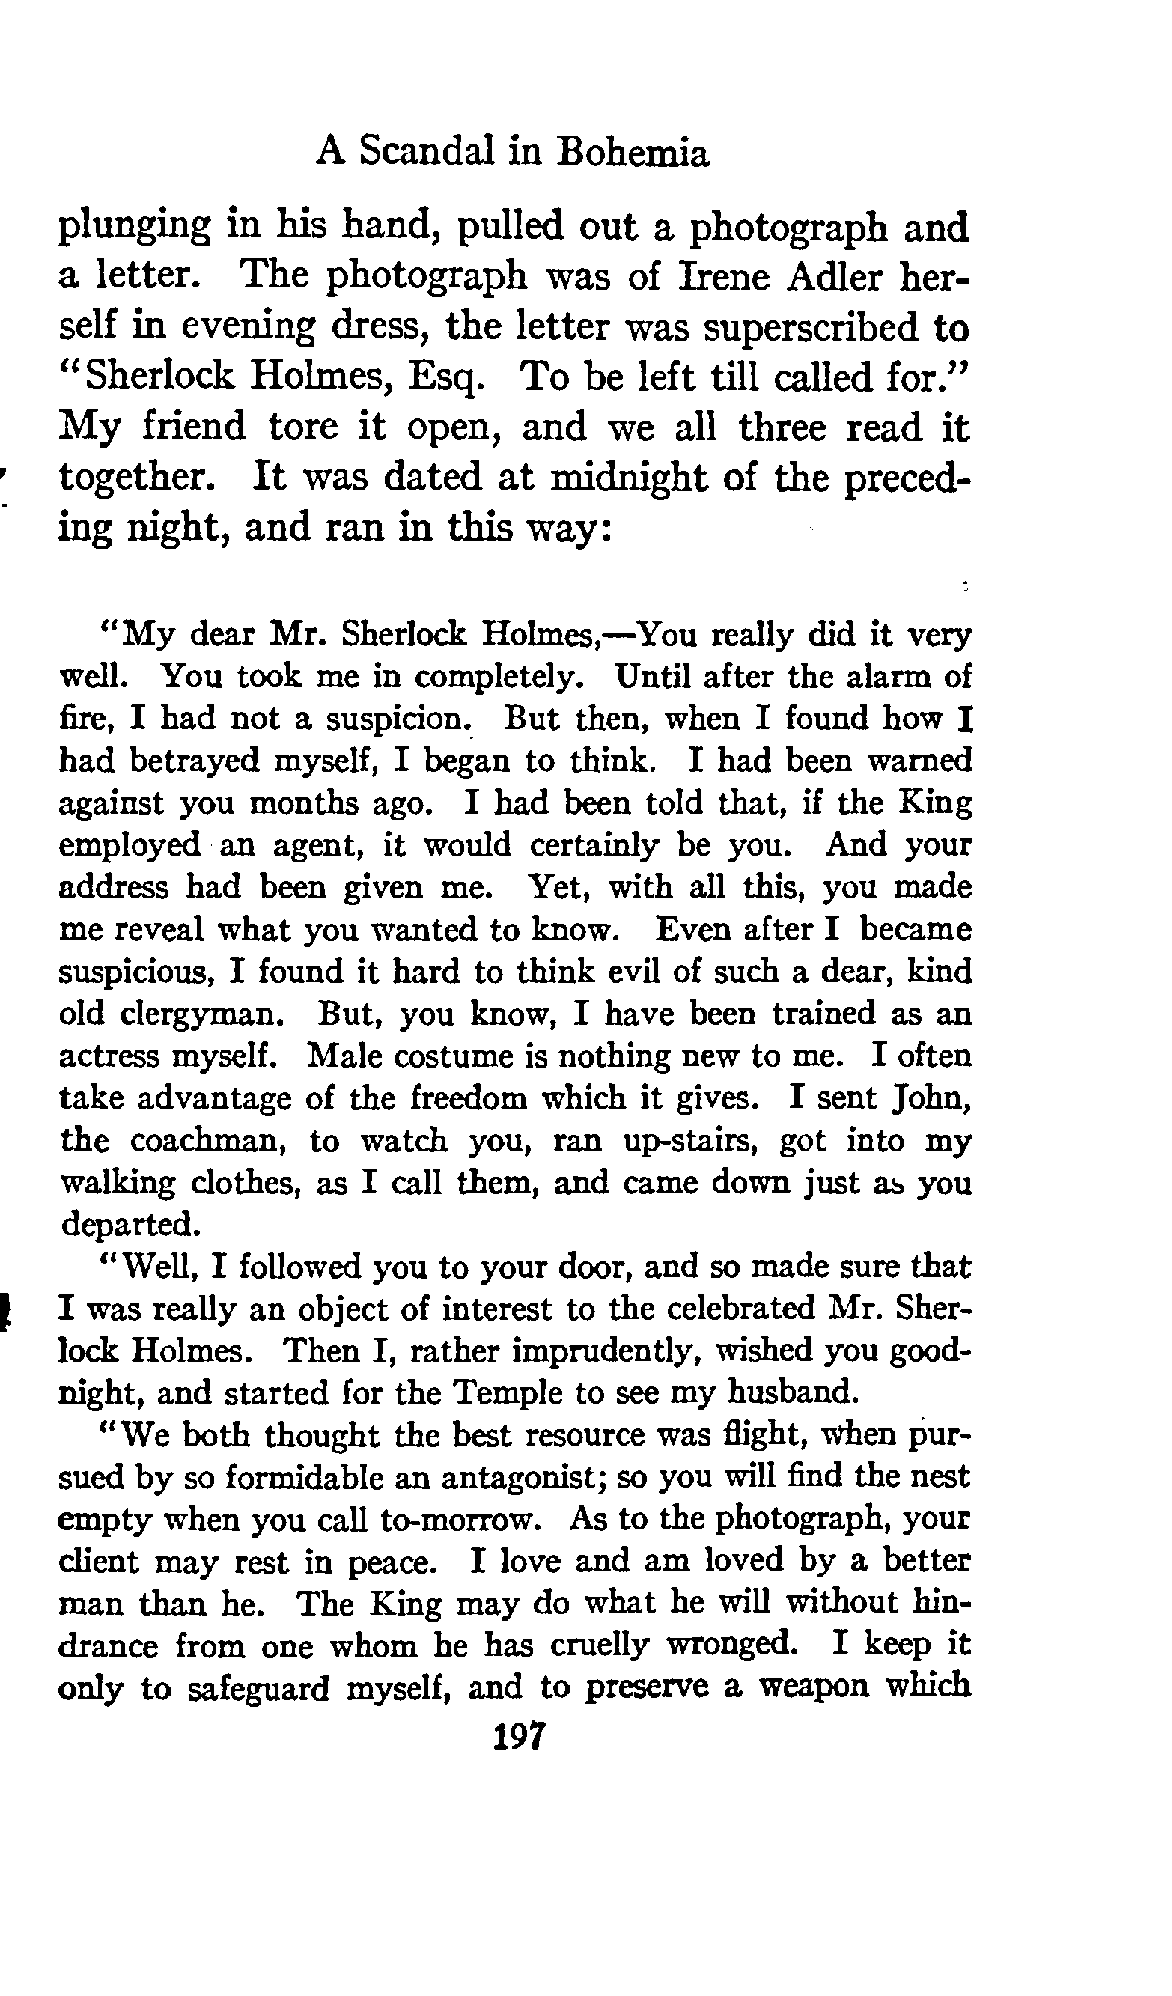 A Scandal in Bohemia
plunging in his hand, pulled out a photograph and
a letter. The photograph was of Irene Adler her-
self in evening dress, the letter was superscribed to
“Sherlock Holmes, Esq. To be left till called for.”
My friend tore it open, and we all three read it
together. It was dated at midnight of the preced-
ing night, and ran in this way:
“My dear Mr. Sherlock Holmes,—You really did it very
well. You took me in completely. Until after the alarm of
fire, I had not a suspicion. But then, when I found how I
had betrayed myself, I began to think. I had been warned
against you months ago. I had been told that, if the King
employed an agent, it would certainly be you. And your
address had been given me. Yet, with all this, you made
me reveal what you wanted to know. Even after I became
suspicious, I found it hard to think evil of such a dear, kind
old clergyman. But, you know, I have been trained as an
actress myself. Male costume is nothing new to me. I often
take advantage of the freedom which it gives. I sent John,
the coachman, to watch you, ran up-stairs, got into my
walking clothes, as I call them, and came down just as you
departed.
“Well, I followed you to your door, and so made sure that
I was really an object of interest to the celebrated Mr. Sher-
lock Holmes. Then I, rather imprudently, wished you good-
night, and started for the Temple to see my husband.
“We both thought the best resource was flight, when pur-
sued by so formidable an antagonist; so you will find the nest
empty when you call to-morrow. As to the photograph, your
client may rest in peace. I love and am loved by a better
man than he. The King may do what he will without hin-
drance from one whom he has cruelly wronged. I keep it
only to safeguard myself, and to preserve a weapon which
197